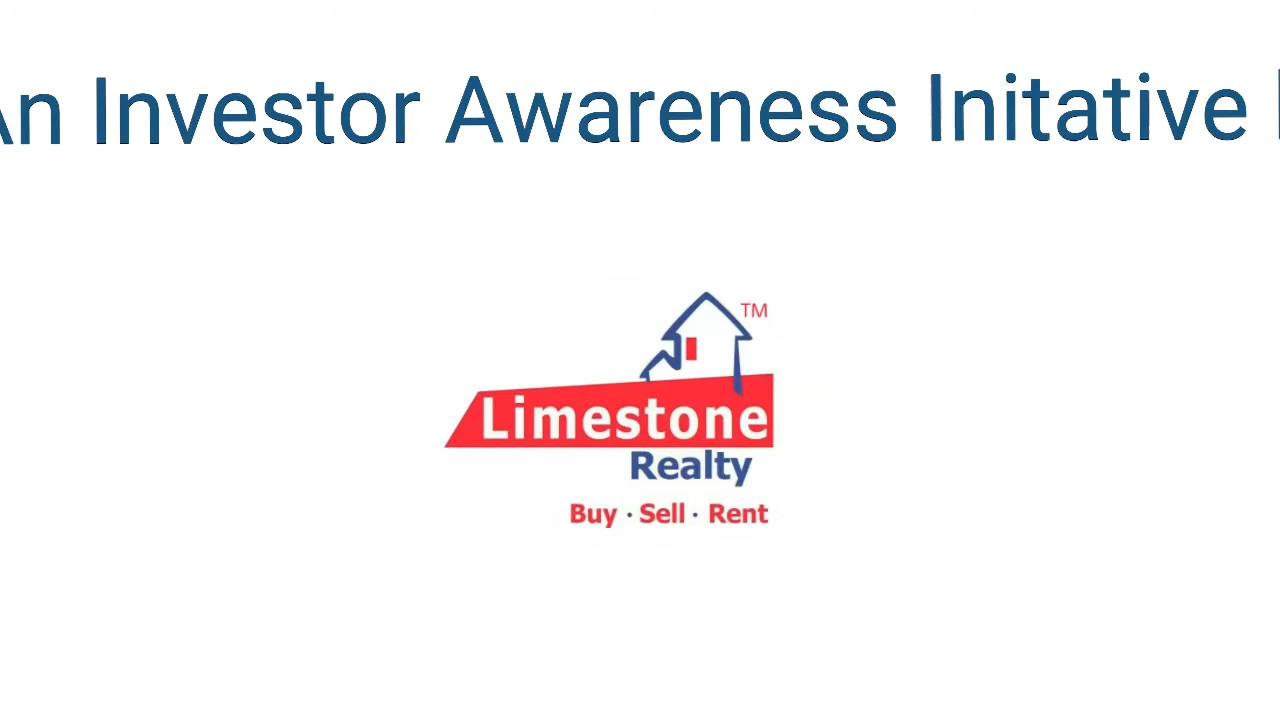 An Investor Awareness Initative
TM
Limestone
Realty
Buy · Sell · Rent